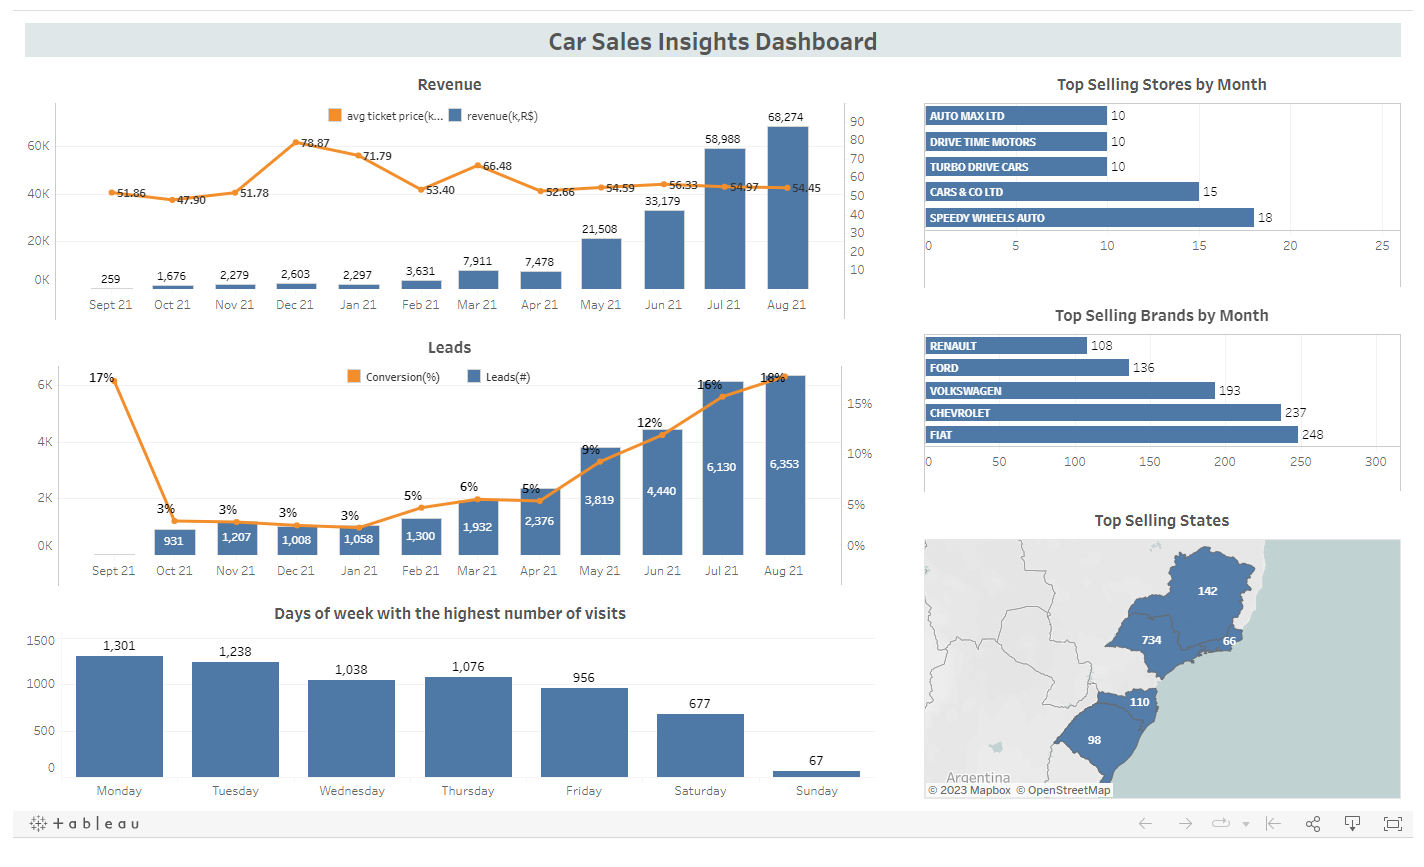 Car Sales Insights Dashboard
Revenue
avg ticket price(k... revenue(k,R$)
60K
40K
20K
0K
90
80
70
60
50
40
30
20
10
51.86 47.90 51.78 78.87 71.79 53.40 66.48 52.66 54.59 56.33 54.97 54.45
259 1,676 2,279 2,603 2,297 3,631 7,911 7,478 21,508 33,179 58,988 68,274
Sept 21 Oct 21 Nov 21 Dec 21 Jan 21 Feb 21 Mar 21 Apr 21 May 21 Jun 21 Jul 21 Aug 21
Leads
Conversion(%) Leads(#)
6K
4K
2K
0K
15%
10%
5%
0%
17% 3% 3% 3% 3% 5% 6% 5% 9% 12% 16% 18%
931 1,207 1,008 1,058 1,300 1,932 2,376 3,819 4,440 6,130 6,353
Sept 21 Oct 21 Nov 21 Dec 21 Jan 21 Feb 21 Mar 21 Apr 21 May 21 Jun 21 Jul 21 Aug 21
Days of week with the highest number of visits
1500
1000
500
0
1,301 1,238 1,038 1,076 956 677 67
Monday Tuesday Wednesday Thursday Friday Saturday Sunday
Top Selling Stores by Month
AUTO MAX LTD 10
DRIVE TIME MOTORS 10
TURBO DRIVE CARS 10
CARS & CO LTD 15
SPEEDY WHEELS AUTO 18
0 5 10 15 20 25
Top Selling Brands by Month
RENAULT 108
FORD 136
VOLKSWAGEN 193
CHEVROLET 237
FIAT 248
0 50 100 150 200 250 300
Top Selling States
142
734 66
110
98
Argentina
© 2023 Mapbox © OpenStreetMap
tableau